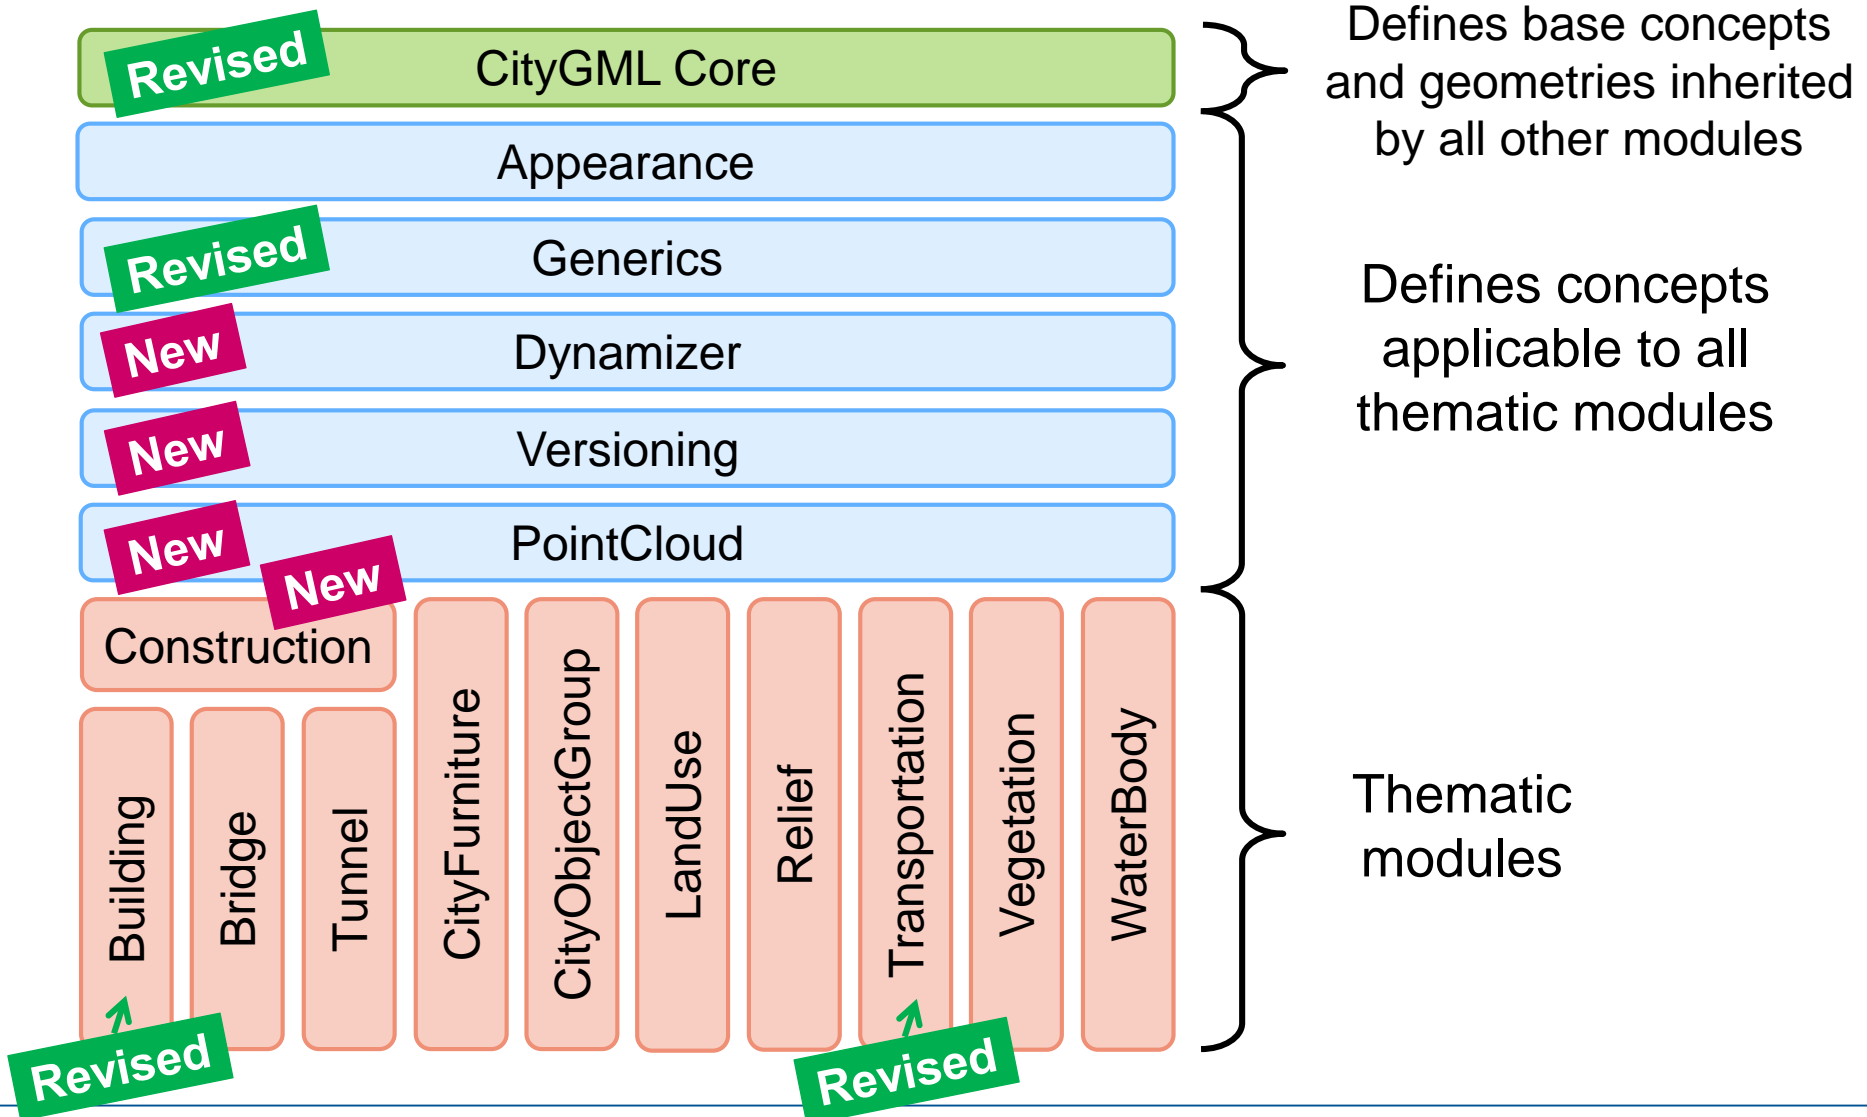 Revised
CityGML Core
Defines base concepts
and geometries inherited
by all other modules
Appearance
Revised
Generics
New
Dynamizer
New
Versioning
New
PointCloud
Defines concepts
applicable to all
thematic modules
New
Construction
Building
Bridge
Tunnel
CityFurniture
CityObjectGroup
LandUse
Relief
Transportation
Vegetation
WaterBody
Thematic
modules
Revised
Revised